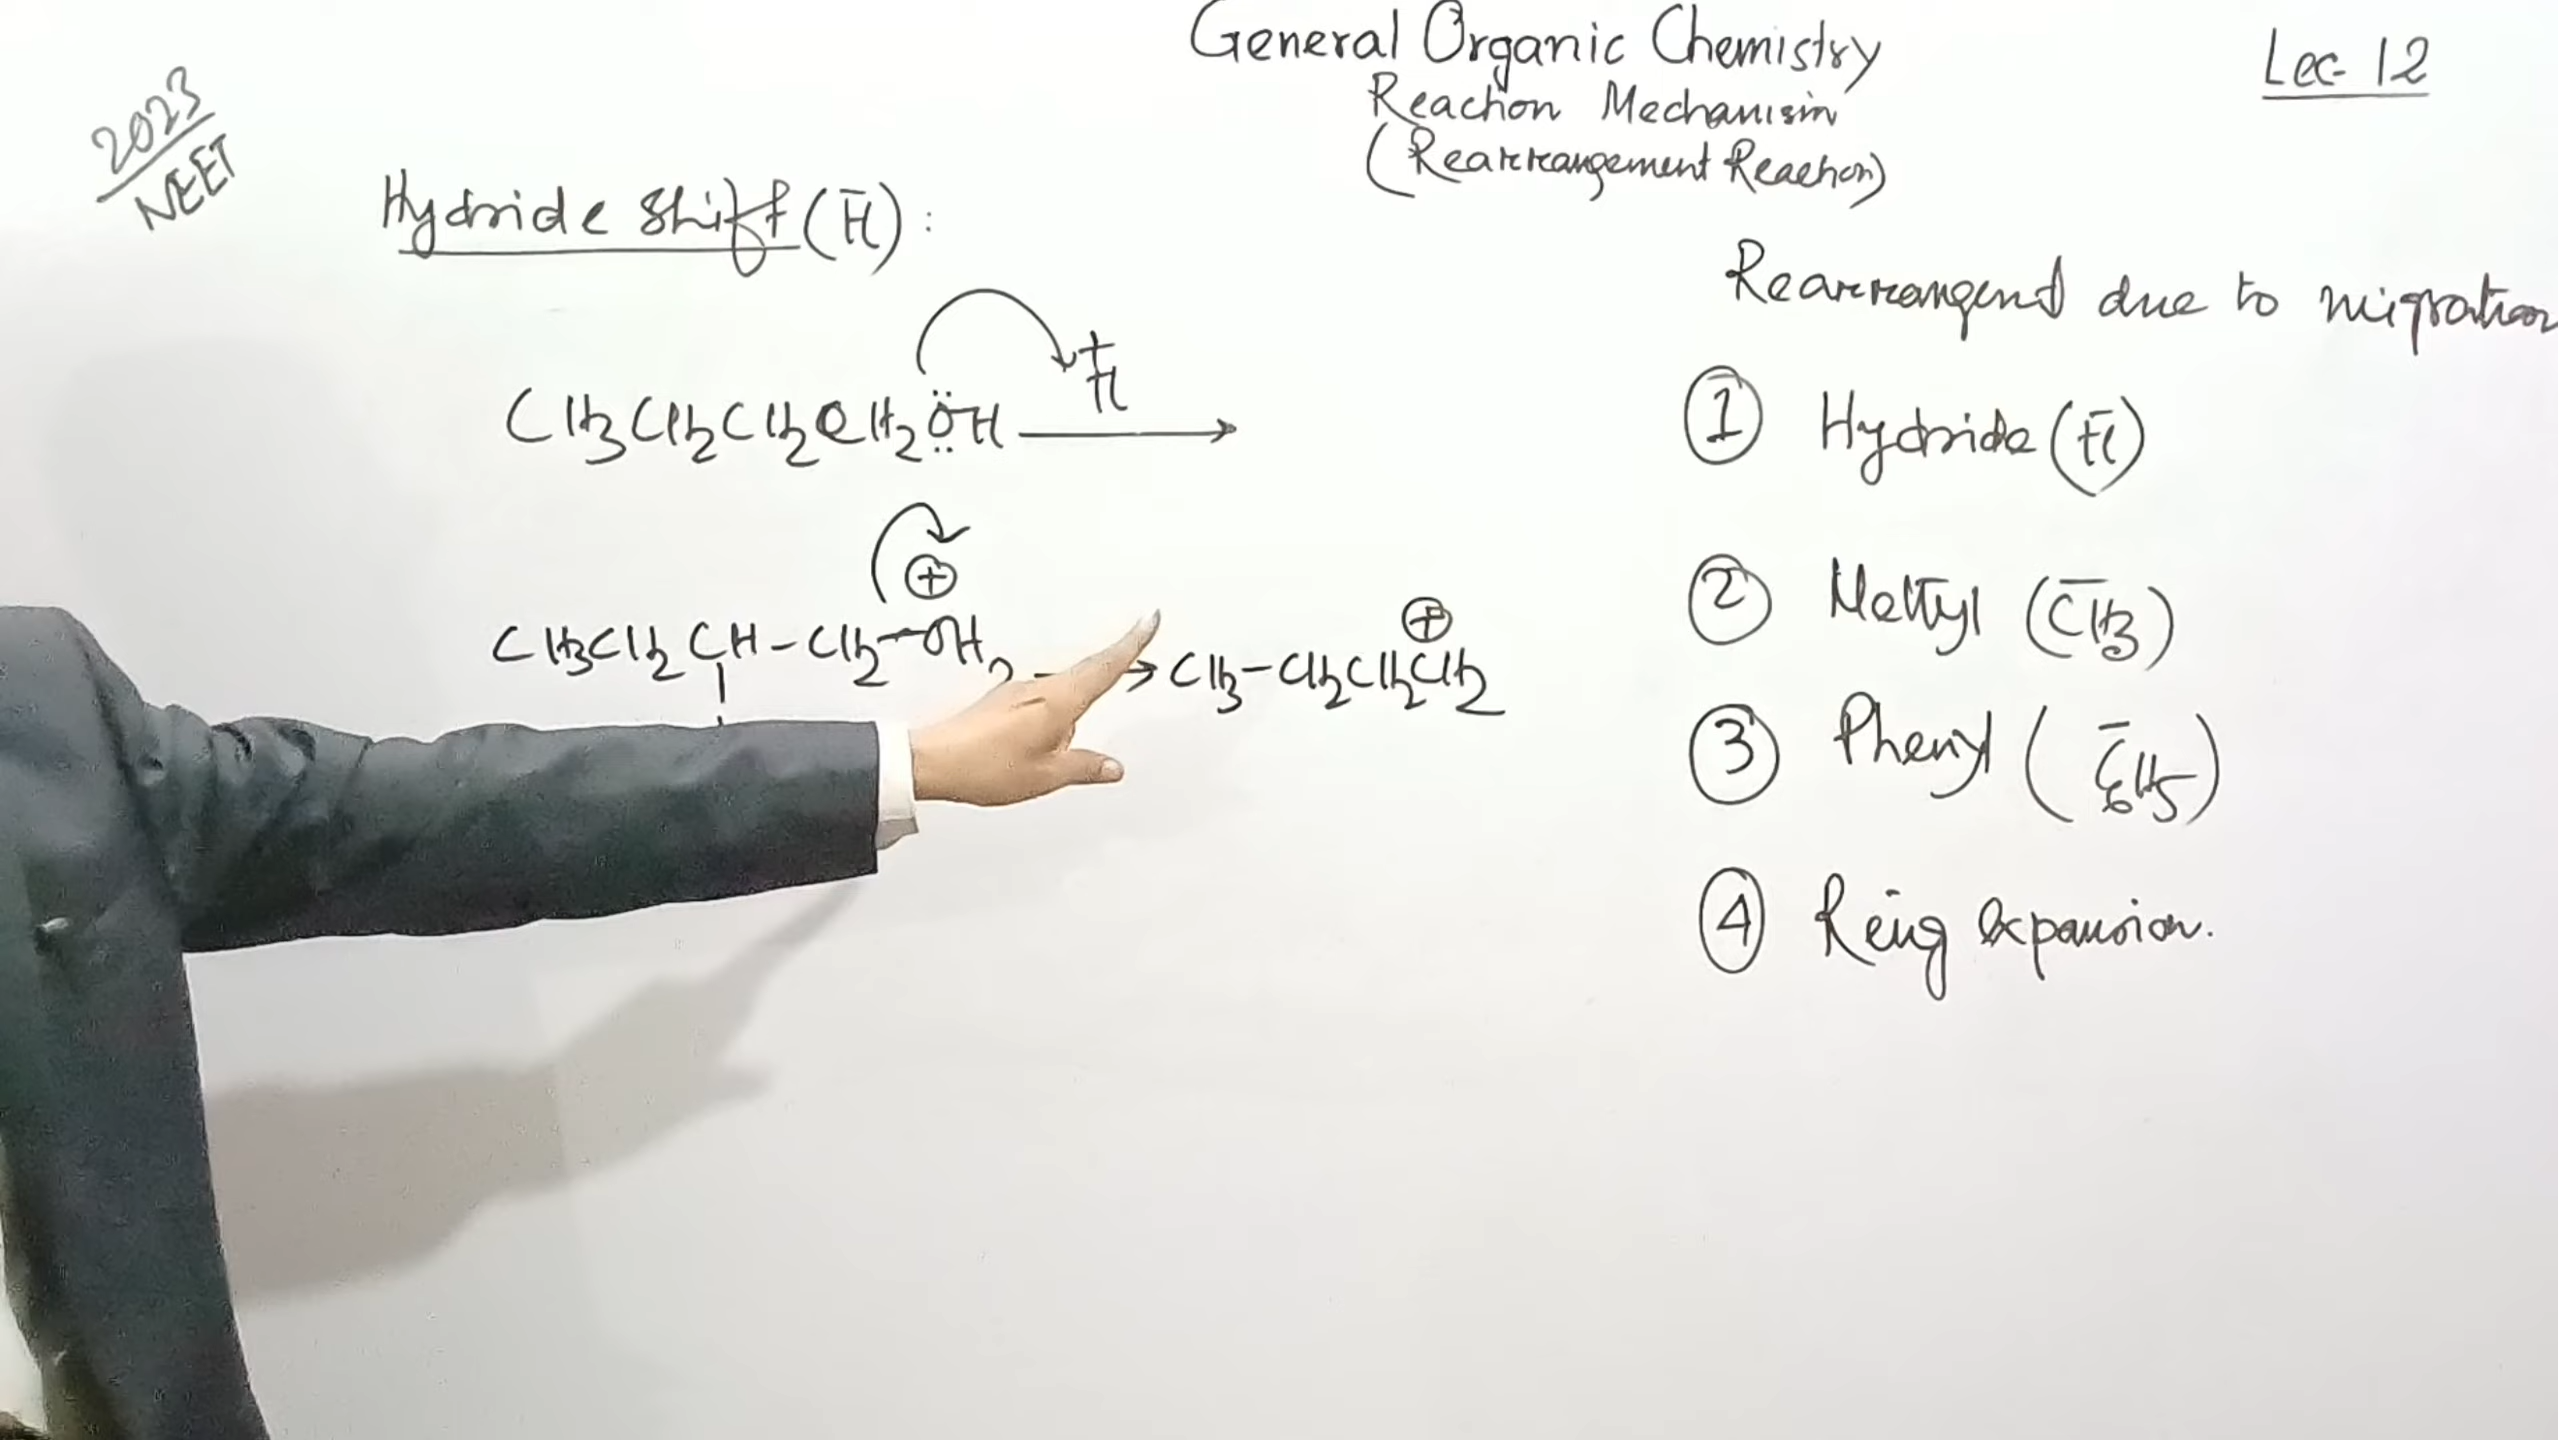 General Organic Chemistry
Reaction Mechanism
(Rearrangement Reaction)
Lec- 12
2023
NEET
Hydride Shift (H̄) :
CH3CH2CH2CH2ÖH → H+
CH3CH2CH-CH2-OH2 ⊕ → CH3-CH2CH2CH2 ⊕
Rearrangent due to migration
① Hydride (H̄)
② Methyl (C̄H3)
③ Phenyl (C̄6H5)
④ Ring expansion.